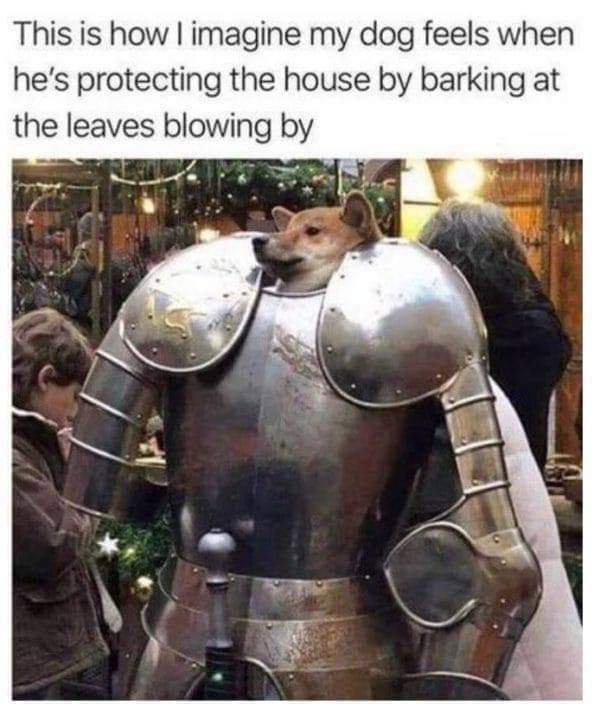 This is how I imagine my dog feels when
he's protecting the house by barking at
the leaves blowing by